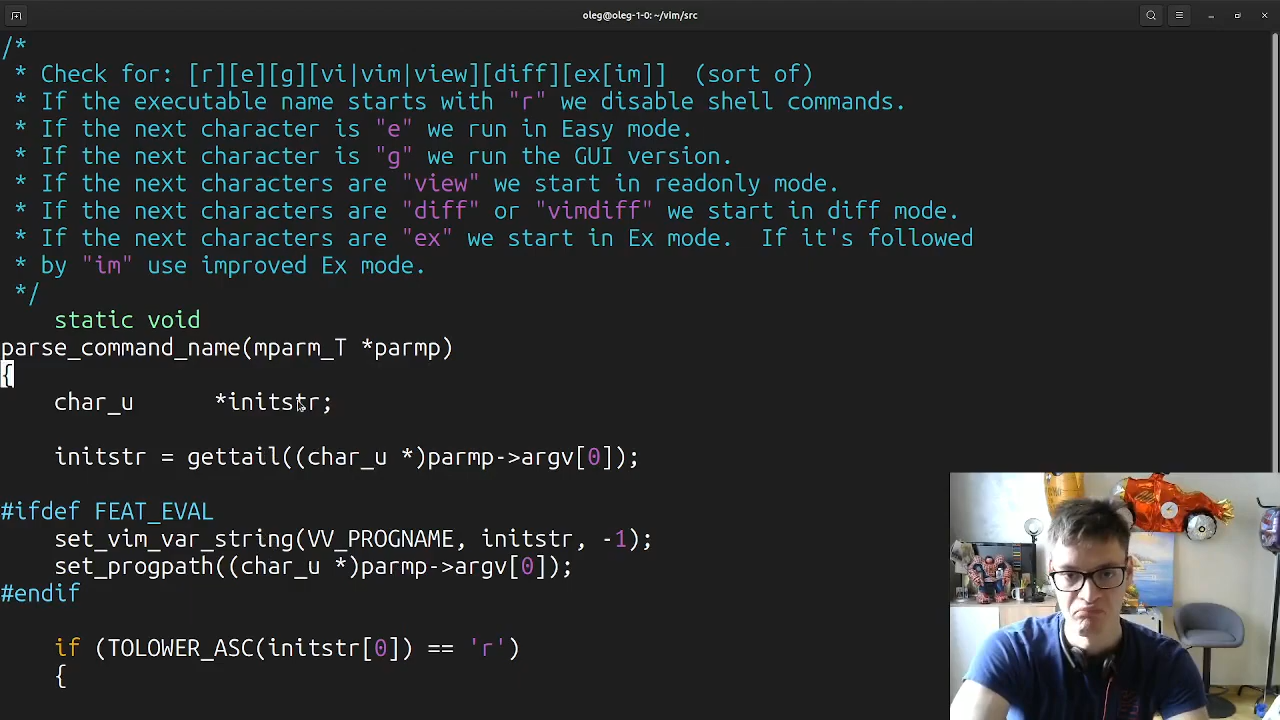 oleg@oleg-1-0: ~/vim/src
/*
 * Check for: [r][e][g][vi|vim|view][diff][ex[im]]  (sort of)
 * If the executable name starts with "r" we disable shell commands.
 * If the next character is "e" we run in Easy mode.
 * If the next character is "g" we run the GUI version.
 * If the next characters are "view" we start in readonly mode.
 * If the next characters are "diff" or "vimdiff" we start in diff mode.
 * If the next characters are "ex" we start in Ex mode.  If it's followed
 * by "im" use improved Ex mode.
 */
    static void
parse_command_name(mparm_T *parmp)
{
    char_u      *initstr;
    initstr = gettail((char_u *)parmp->argv[0]);
#ifdef FEAT_EVAL
    set_vim_var_string(VV_PROGNAME, initstr, -1);
    set_progpath((char_u *)parmp->argv[0]);
#endif
    if (TOLOWER_ASC(initstr[0]) == 'r')
    {